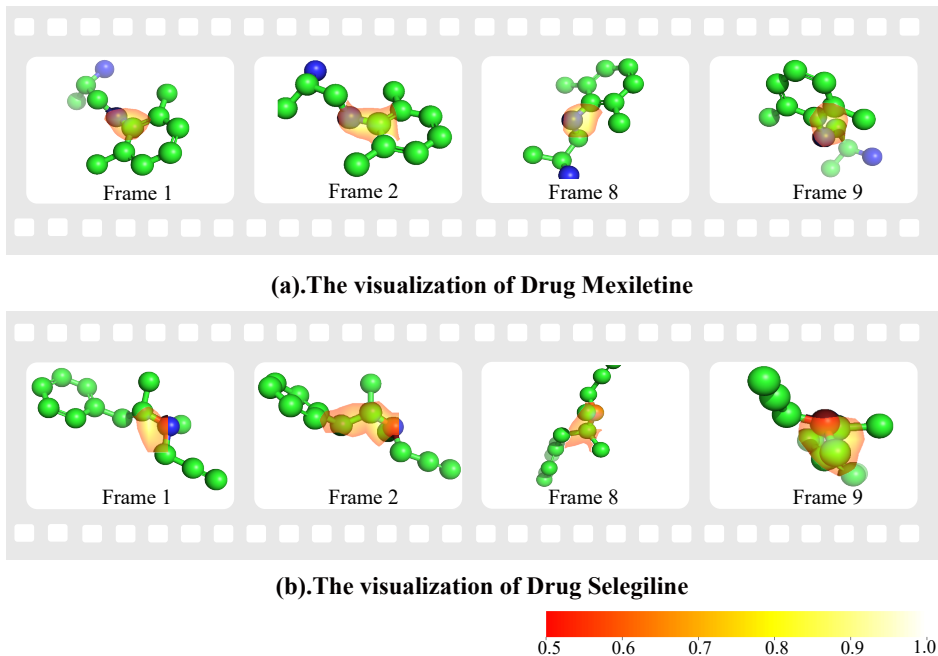 Frame 1 Frame 2 Frame 8 Frame 9
(a).The visualization of Drug Mexiletine
Frame 1 Frame 2 Frame 8 Frame 9
(b).The visualization of Drug Selegiline
0.5 0.6 0.7 0.8 0.9 1.0